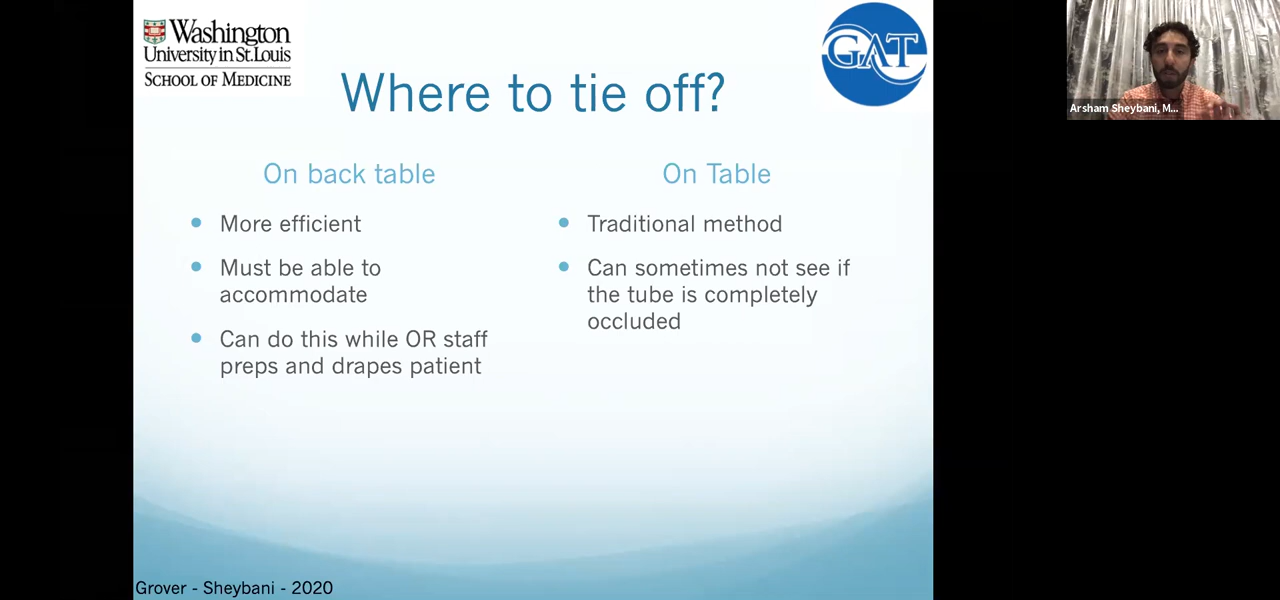 Washington
University in St. Louis
SCHOOL OF MEDICINE
GAT
Where to tie off?
On back table
More efficient
Must be able to
accommodate
Can do this while OR staff
preps and drapes patient
On Table
Traditional method
Can sometimes not see if
the tube is completely
occluded
Grover - Sheybani - 2020
Arsham Sheybani, M...